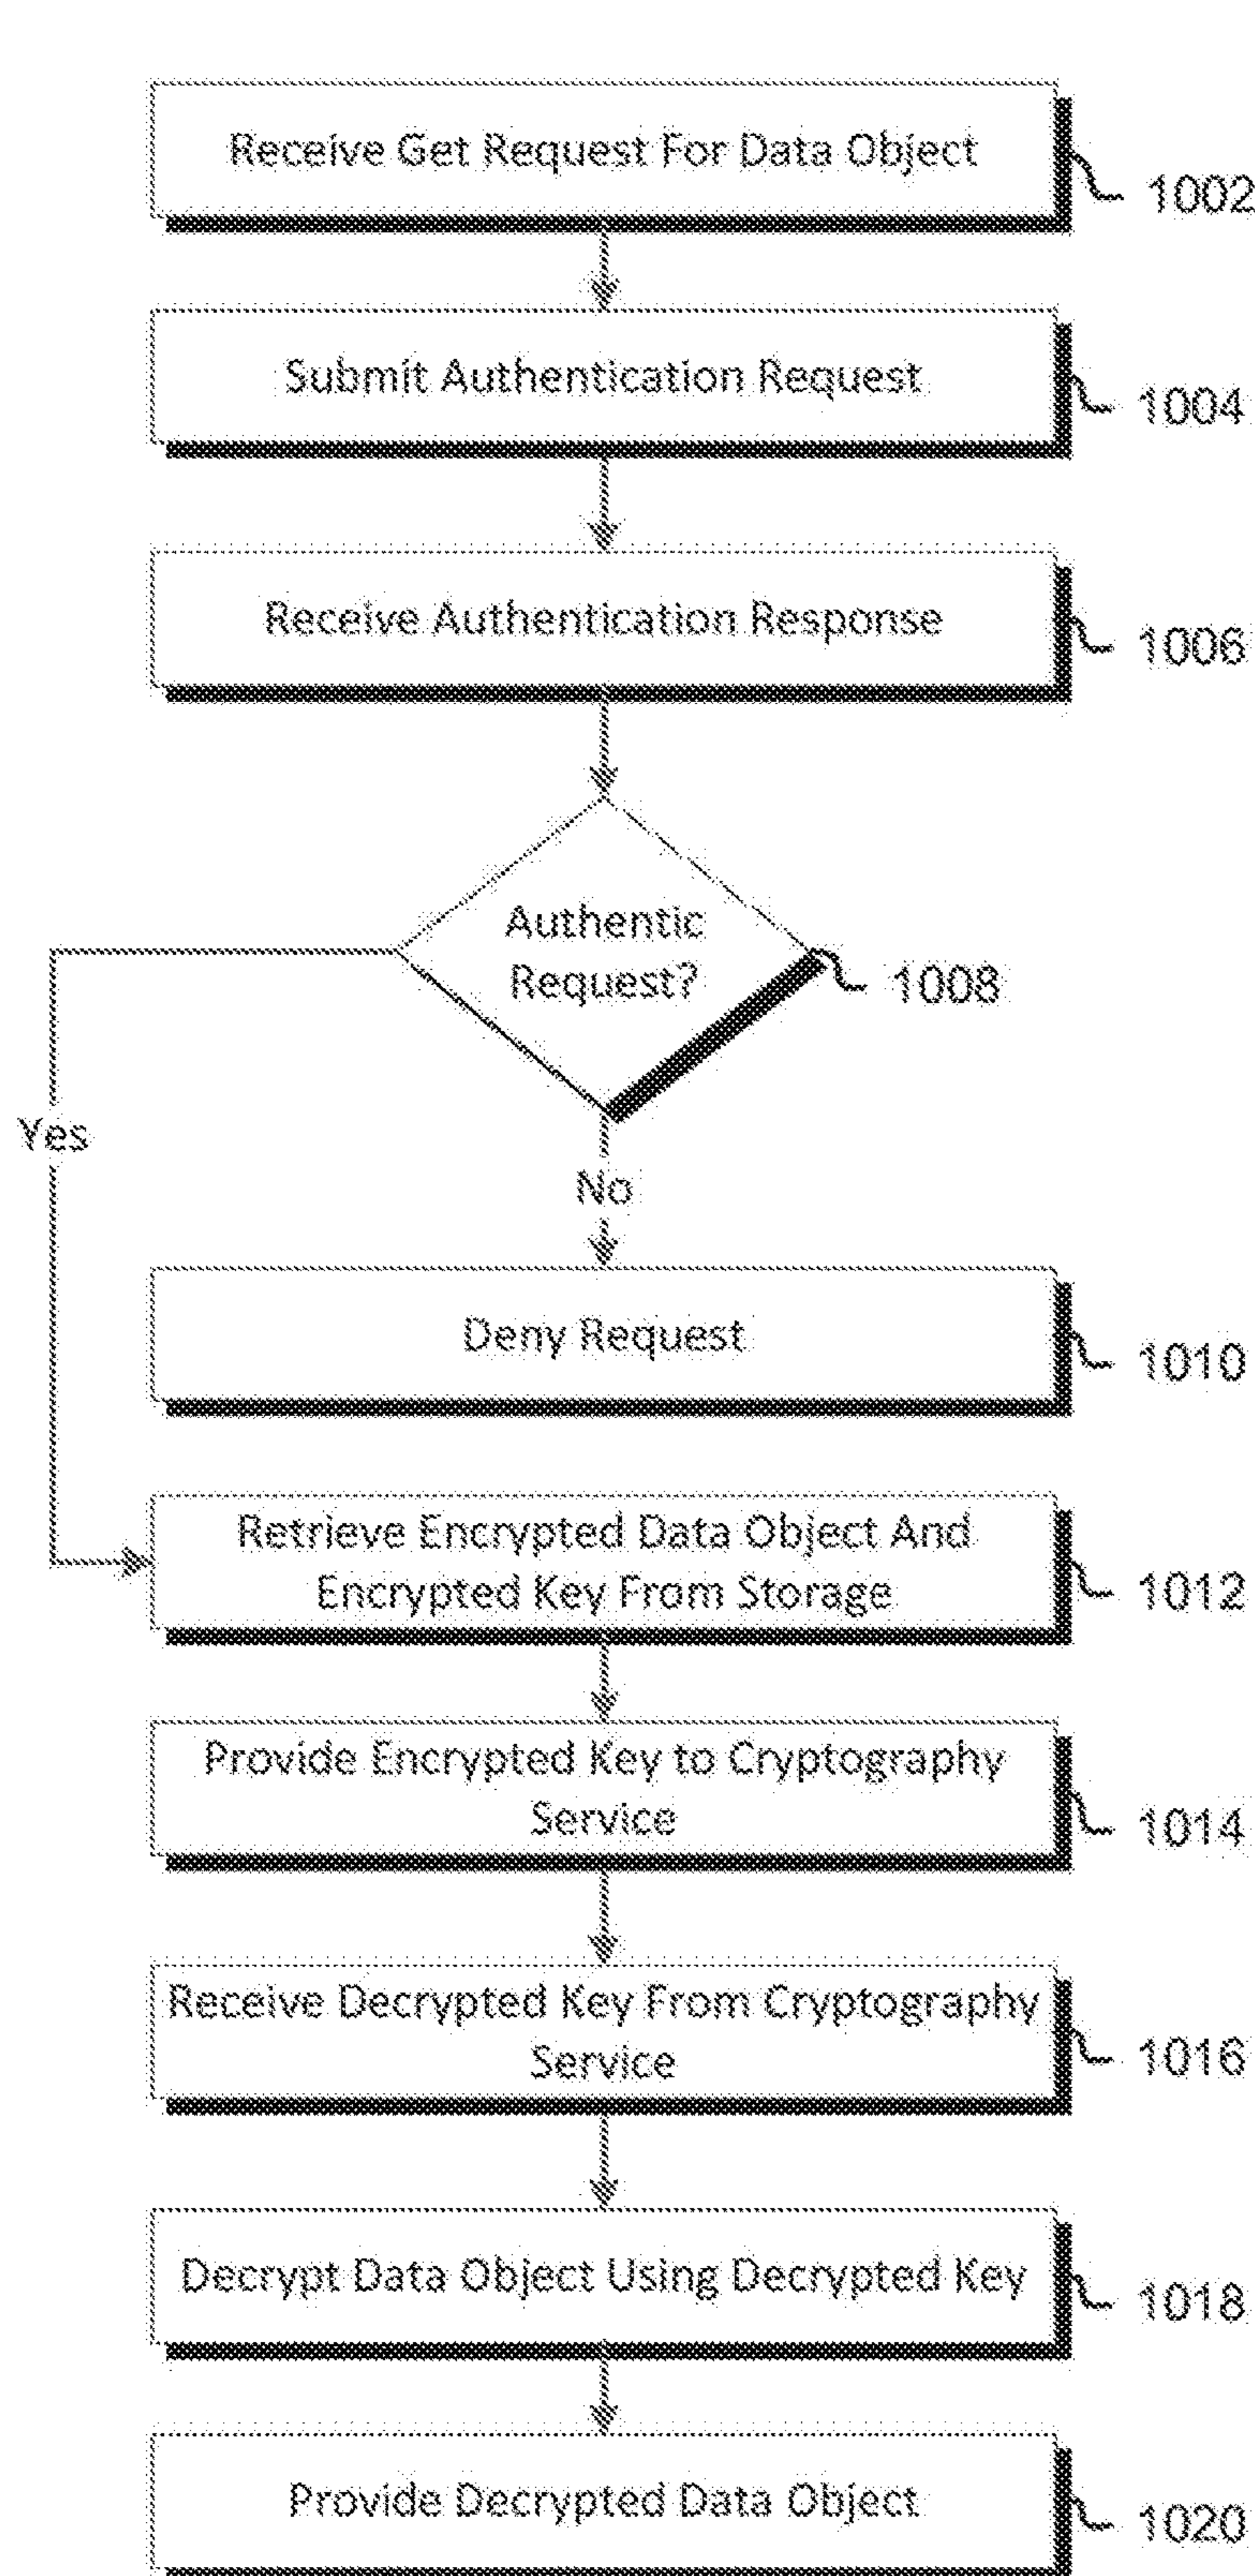 Receive Get Request For Data Object
1002
Submit Authentication Request
1004
Receive Authentication Response
1006
Authentic
Request?
1008
Yes
No
Deny Request
1010
Retrieve Encrypted Data Object And
Encrypted Key From Storage
1012
Provide Encrypted Key to Cryptography
Service
1014
Receive Decrypted Key From Cryptography
Service
1016
Decrypt Data Object Using Decrypted Key
1018
Provide Decrypted Data Object
1020